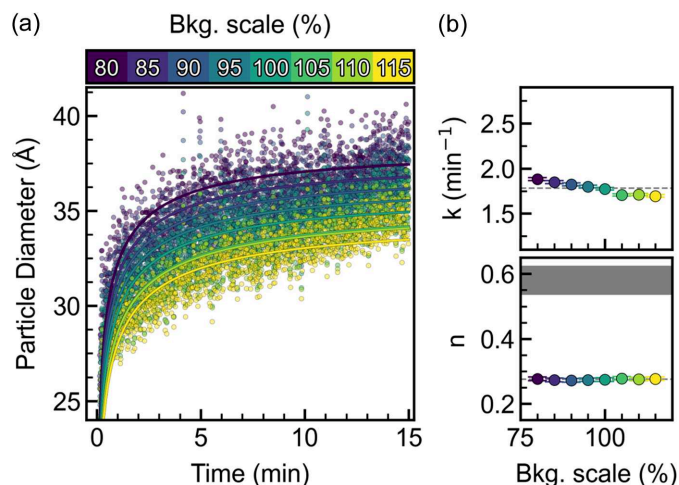 (a)
Bkg. scale (%)
80 85 90 95 100 105 110 115
Particle Diameter (Å)
40
35
30
25
0 5 10 15
Time (min)
(b)
k (min⁻¹)
2.5
2.0
1.5
n
0.6
0.4
0.2
75 100
Bkg. scale (%)